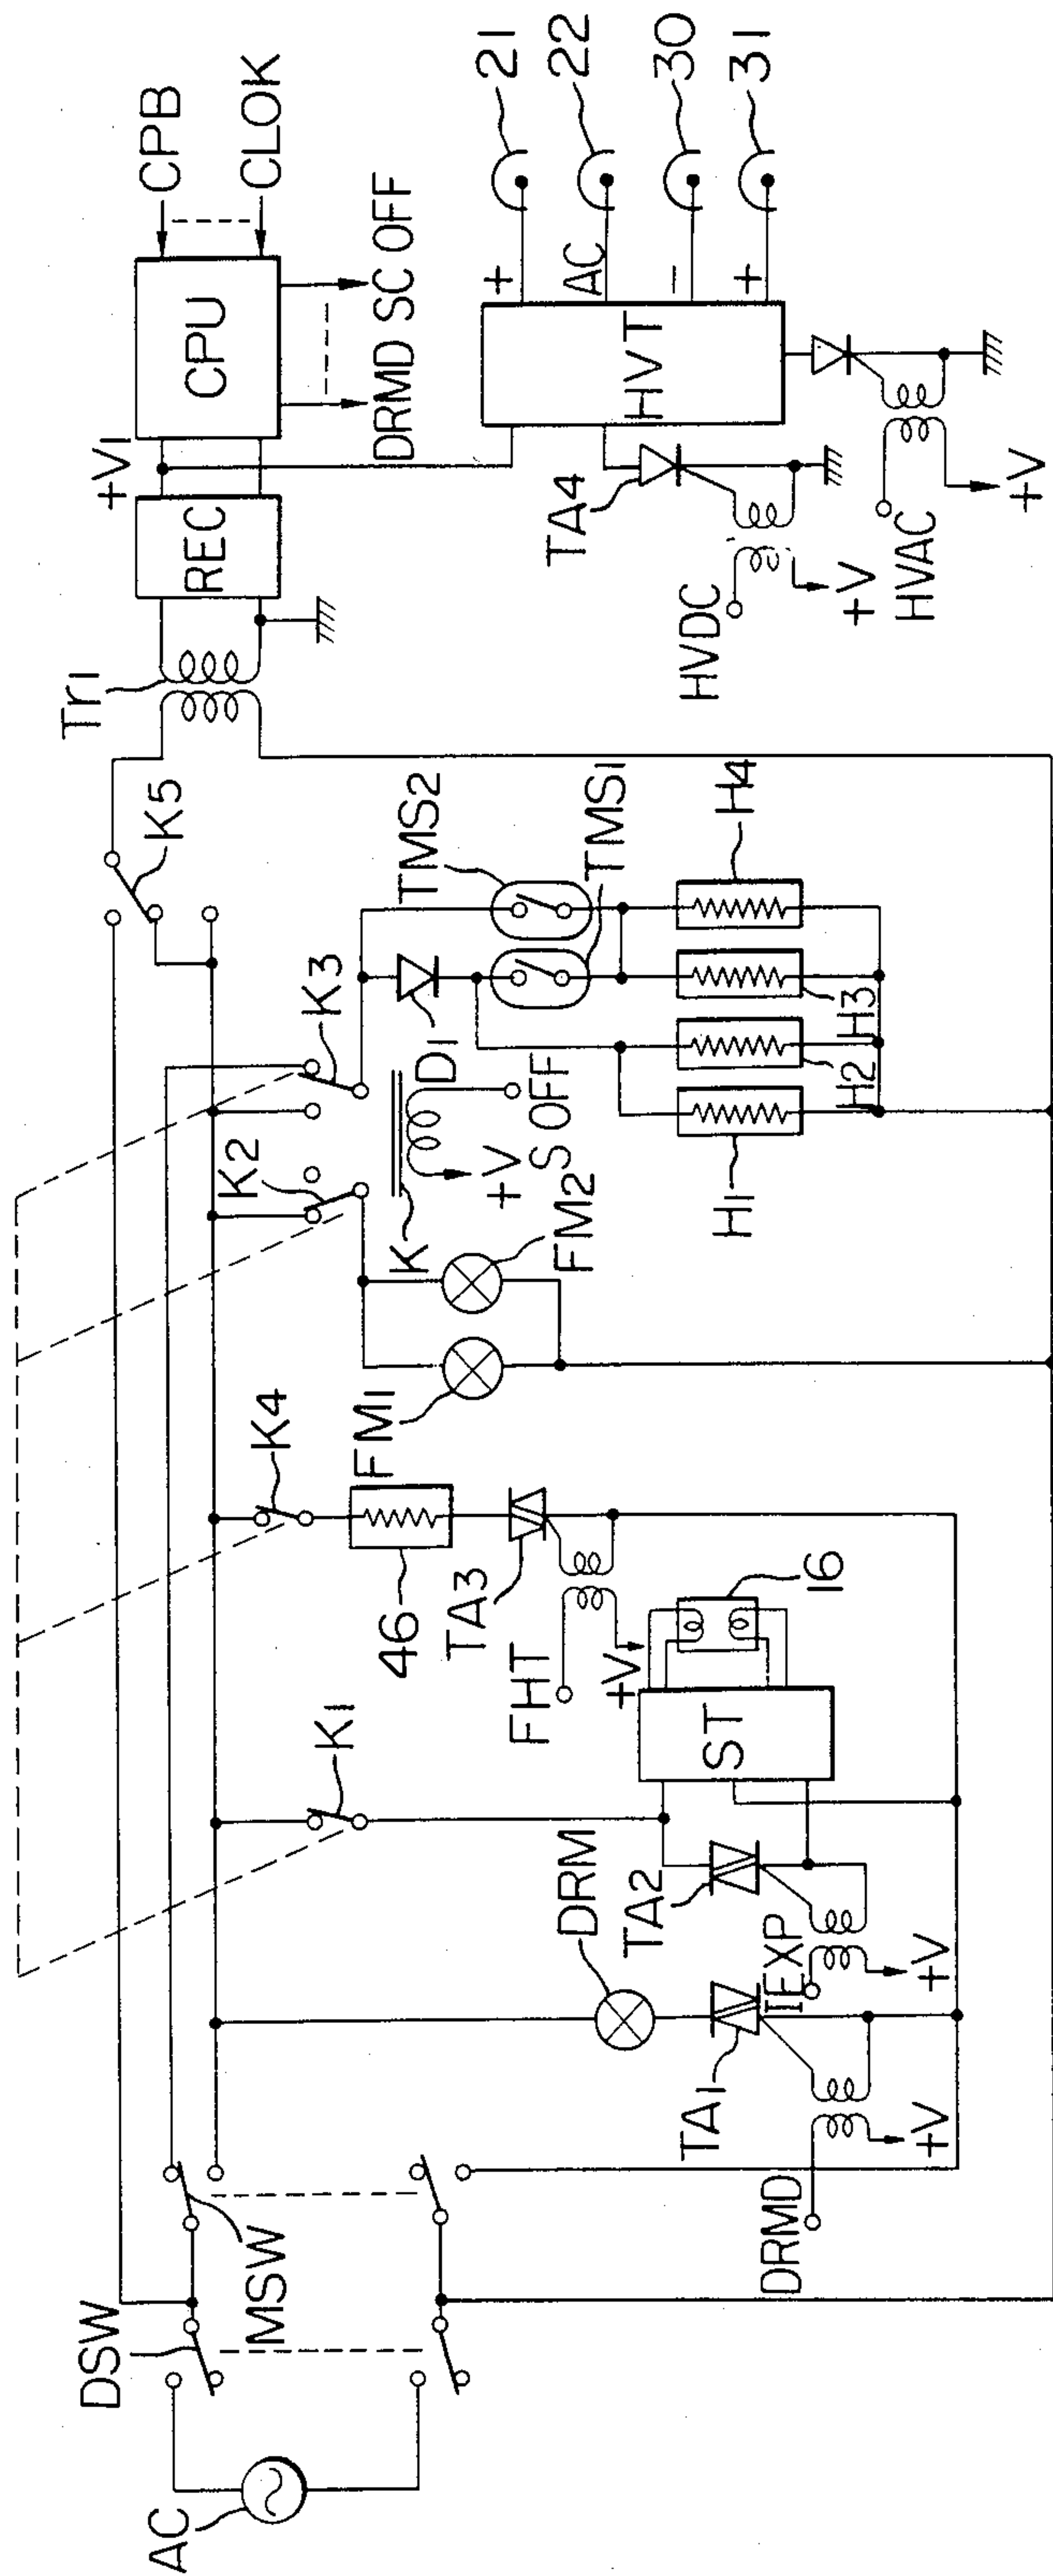 AC
DSW
MSW
DRMD
TA1
+V
DRM
IEXP
TA2
+V
K1
ST
16
FHT
+V
TA3
46
K4
FM1
FM2
K
+V
S OFF
K2
K3
D1
TMS2
TMS1
H1
H2
H3
H4
K5
Tr1
REC
+V1
CPU
CPB
CLOK
DRMD SC OFF
HVDC
+V
TA4
HVT
HVAC
+V
+
AC
−
+
21
22
30
31